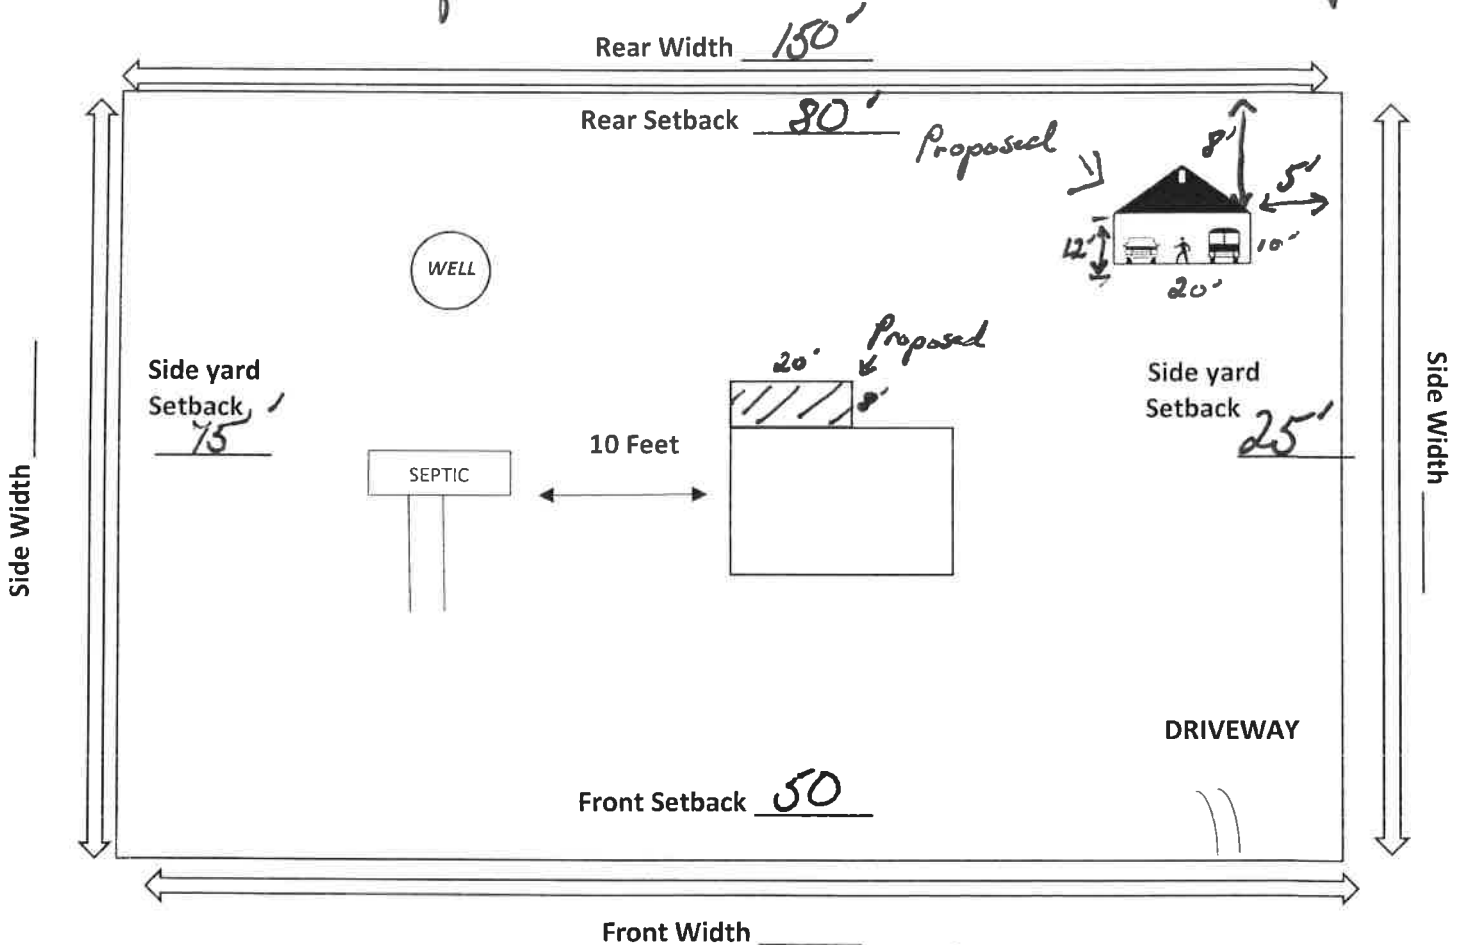 Rear Width 150'
Rear Setback 80'
Proposed
8'
5'
12'
10'
20'
WELL
Proposed
20'
8'
Side yard
Setback
75'
Side yard
Setback
25'
10 Feet
SEPTIC
Side Width
Side Width
DRIVEWAY
Front Setback 50
Front Width